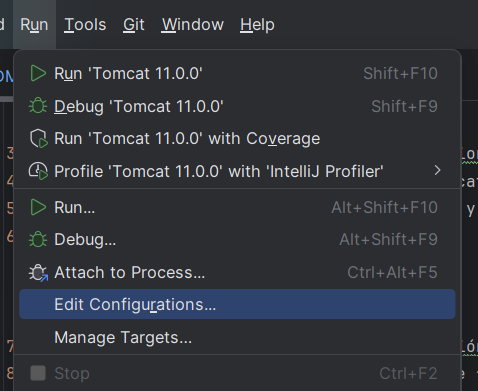 Run Tools Git Window Help
Run 'Tomcat 11.0.0' Shift+F10
Debug 'Tomcat 11.0.0' Shift+F9
Run 'Tomcat 11.0.0' with Coverage
Profile 'Tomcat 11.0.0' with 'IntelliJ Profiler'
Run... Alt+Shift+F10
Debug... Alt+Shift+F9
Attach to Process... Ctrl+Alt+F5
Edit Configurations...
Manage Targets...
Stop Ctrl+F2